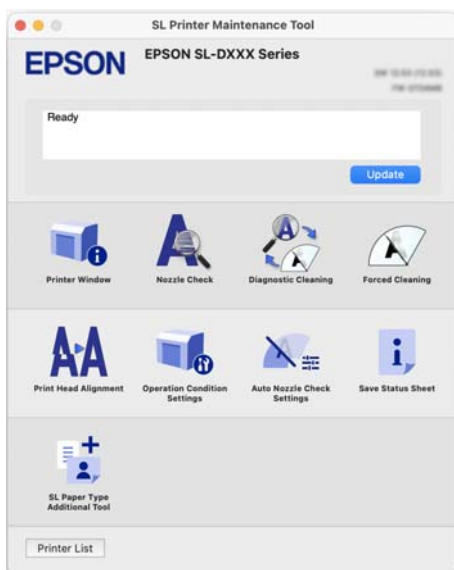 SL Printer Maintenance Tool
EPSON
EPSON SL-DXXX Series
Ready
Update
Printer Window
Nozzle Check
Diagnostic Cleaning
Forced Cleaning
Print Head Alignment
Operation Condition
Settings
Auto Nozzle Check
Settings
Save Status Sheet
SL Paper Type
Additional Tool
Printer List